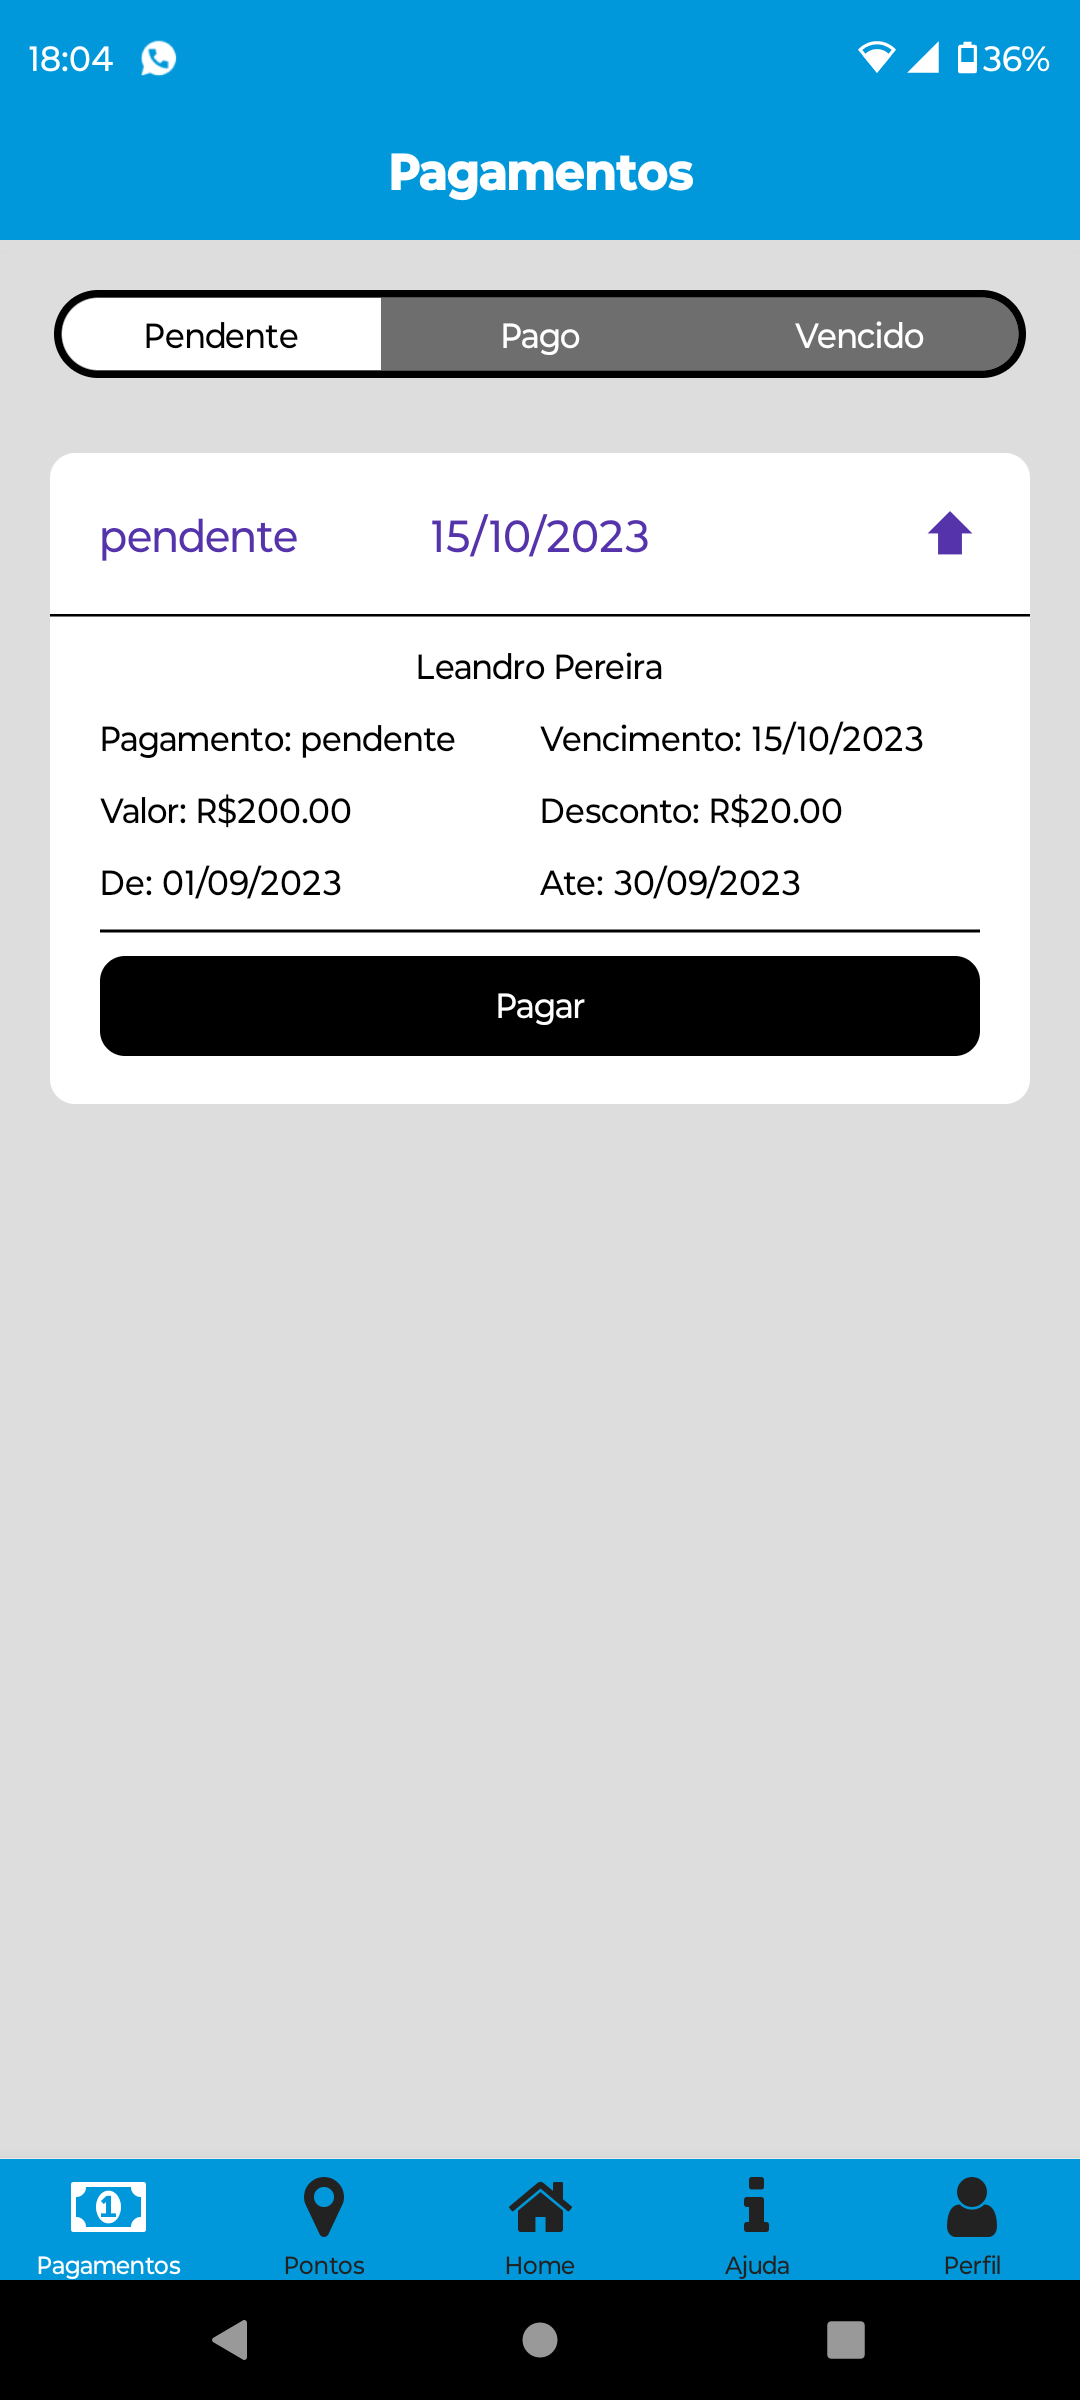 18:04 36%
Pagamentos
Pendente Pago Vencido
pendente 15/10/2023
Leandro Pereira
Pagamento: pendente Vencimento: 15/10/2023
Valor: R$200.00 Desconto: R$20.00
De: 01/09/2023 Ate: 30/09/2023
Pagar
1
Pagamentos Pontos Home Ajuda Perfil